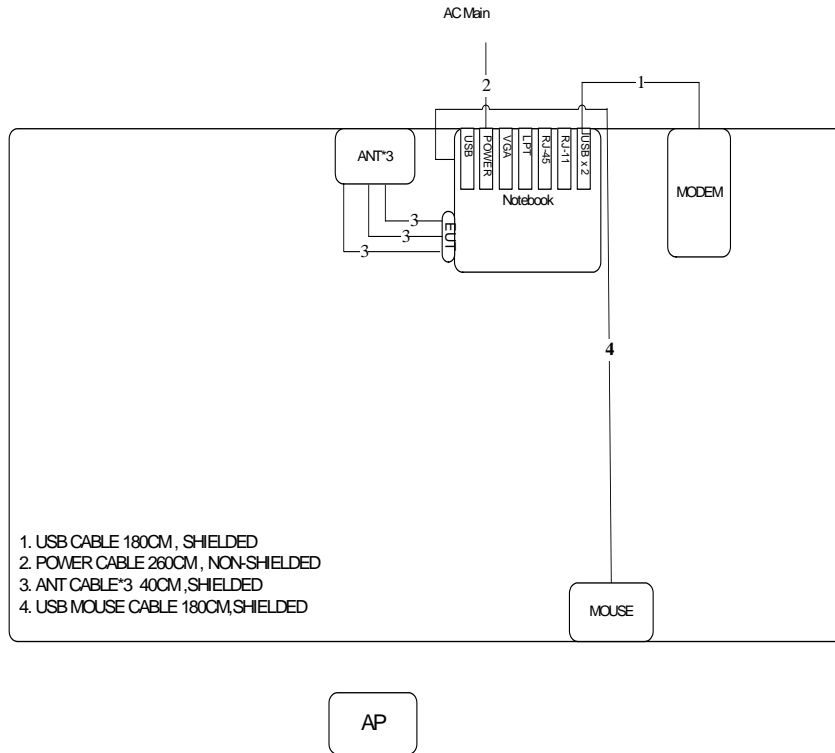 AC Main
2
1
ANT*3
USB
POWER
VGA
LPT
RJ-45
RJ-11
USB x 2
Notebook
MODEM
3
3
3
EUT
4
1. USB CABLE 180CM , SHIELDED
2. POWER CABLE 260CM , NON-SHIELDED
3. ANT CABLE*3 40CM ,SHIELDED
4. USB MOUSE CABLE 180CM,SHIELDED
MOUSE
AP